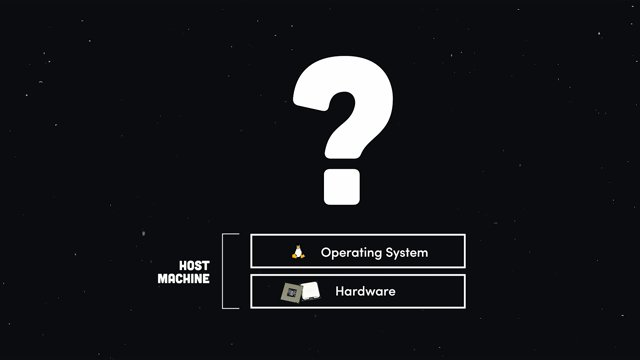 ?
Operating System
HOST
MACHINE
Hardware